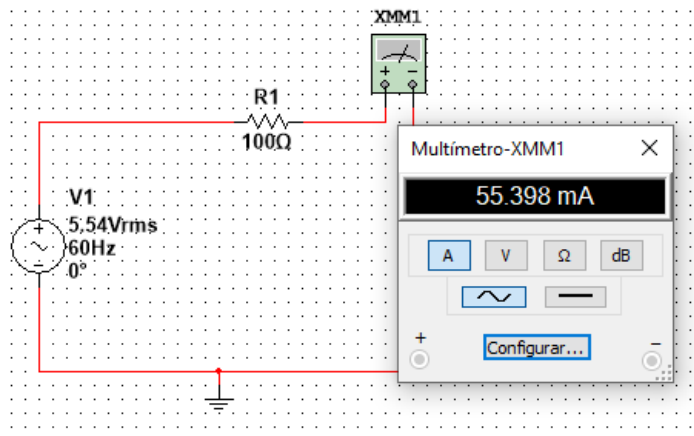 XMM1
+ −
R1
100Ω
V1
+
5.54Vrms
60Hz
−
0°
Multímetro-XMM1
55.398 mA
A V Ω dB
Configurar...
+ −